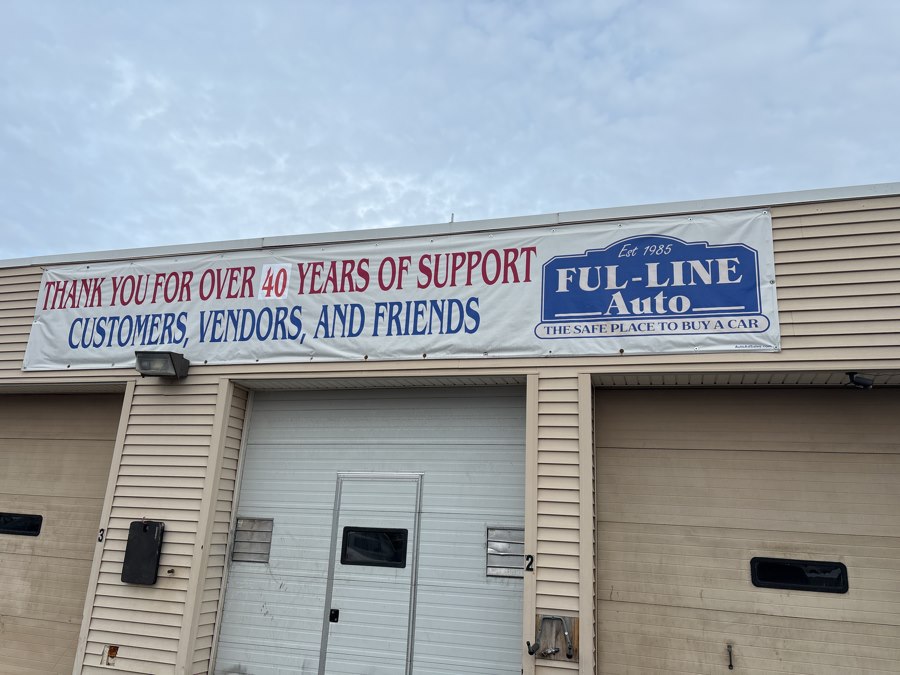 THANK YOU FOR OVER 40 YEARS OF SUPPORT
CUSTOMERS, VENDORS, AND FRIENDS
Est 1985
FUL-LINE
Auto
THE SAFE PLACE TO BUY A CAR
3
2